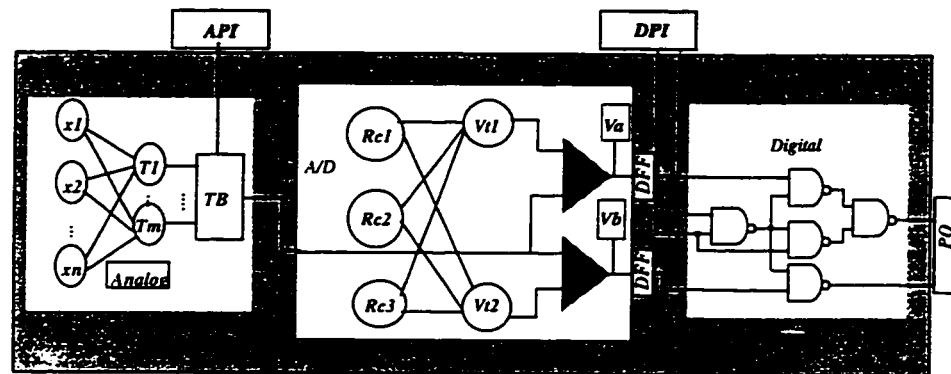 API
DPI
x1
x2
...
xn
T1
...
Tm
....
TB
Analog
A/D
Rc1
Rc2
Rc3
Vt1
Vt2
Va
Vb
DFF
DFF
Digital
PO